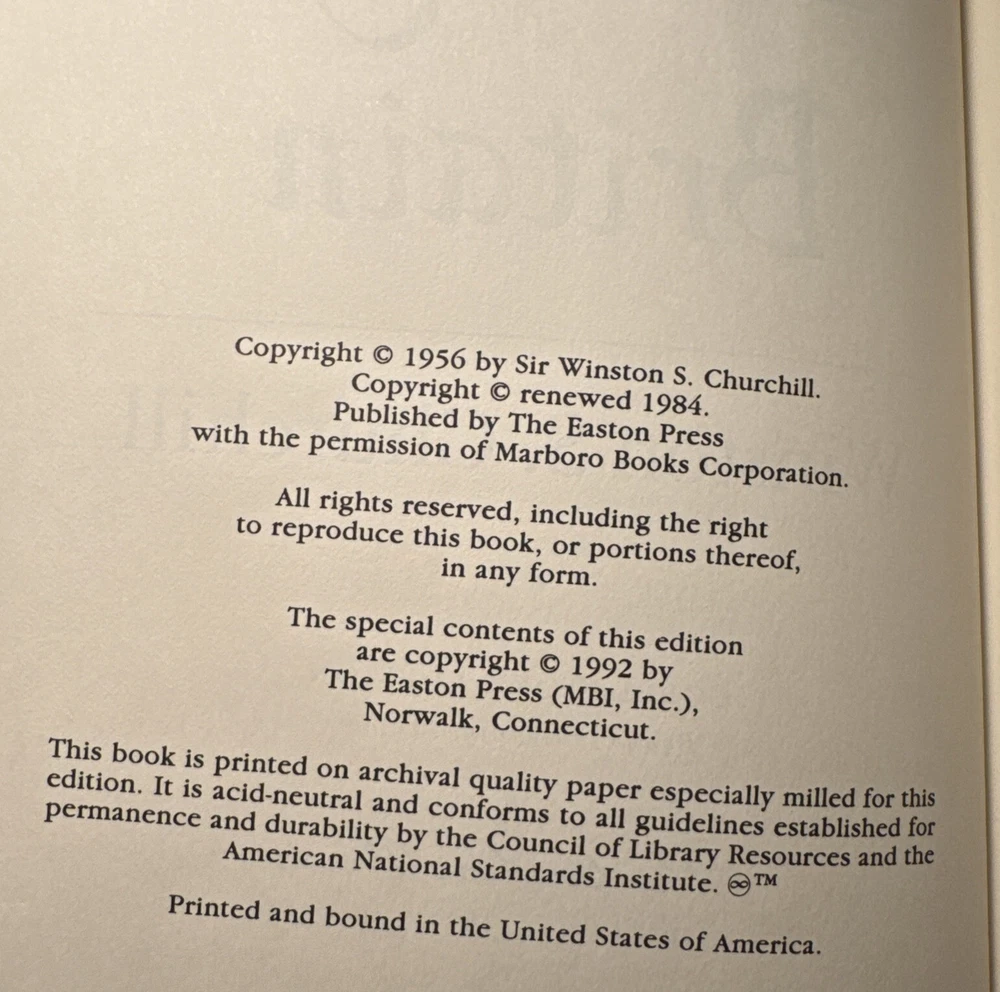 Britain
Copyright © 1956 by Sir Winston S. Churchill.
Copyright © renewed 1984.
Published by The Easton Press
with the permission of Marboro Books Corporation.
All rights reserved, including the right
to reproduce this book, or portions thereof,
in any form.
The special contents of this edition
are copyright © 1992 by
The Easton Press (MBI, Inc.),
Norwalk, Connecticut.
This book is printed on archival quality paper especially milled for this
edition. It is acid-neutral and conforms to all guidelines established for
permanence and durability by the Council of Library Resources and the
American National Standards Institute. ♾™
Printed and bound in the United States of America.